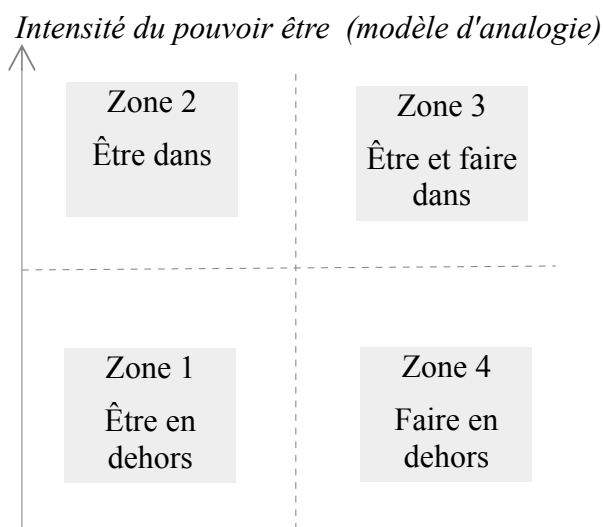 Intensité du pouvoir être (modèle d'analogie)
Zone 2
Être dans
Zone 3
Être et faire
dans
Zone 1
Être en
dehors
Zone 4
Faire en
dehors